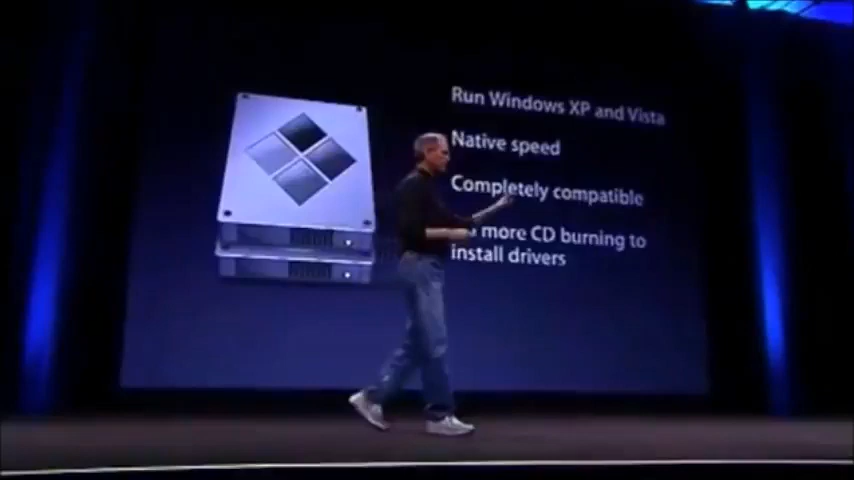 Run Windows XP and Vista
Native speed
Completely compatible
more CD burning to
install drivers